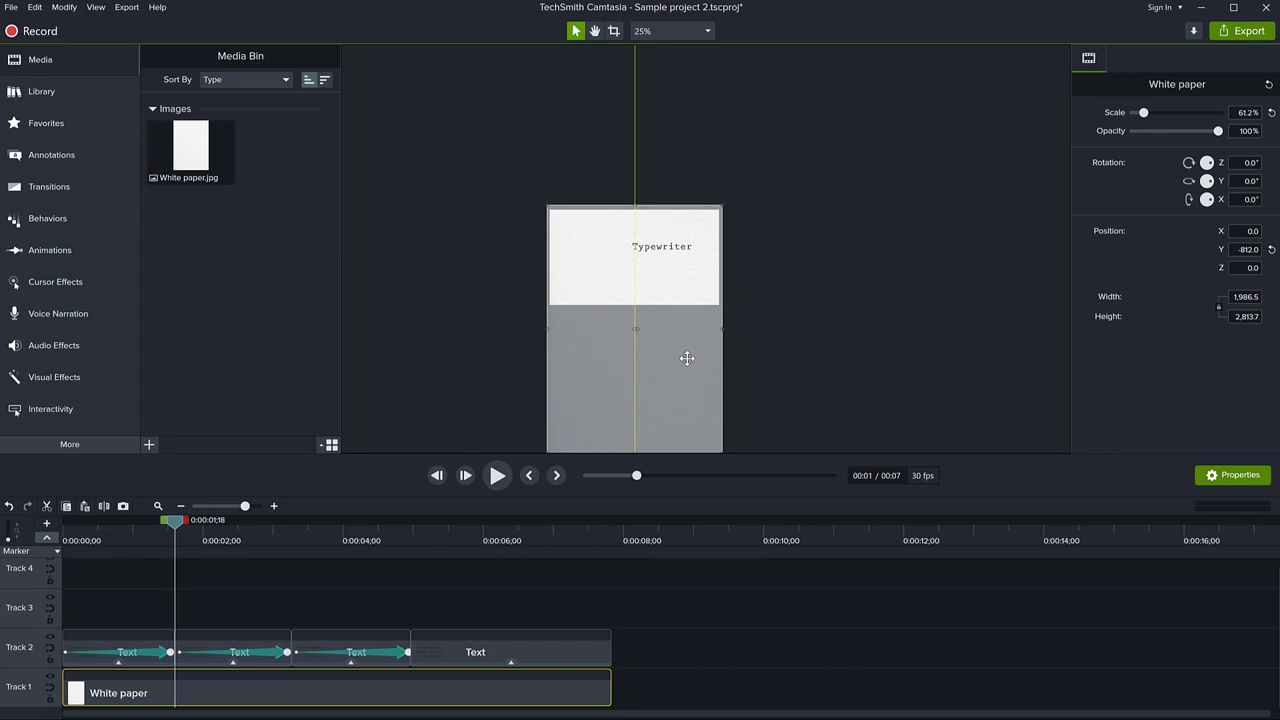 File Edit Modify View Export Help
TechSmith Camtasia - Sample project 2.tscproj*
Sign In
Record
25%
Export
Media
Library
Favorites
Annotations
Transitions
Behaviors
Animations
Cursor Effects
Voice Narration
Audio Effects
Visual Effects
Interactivity
More
Media Bin
Sort By Type
Images
White paper.jpg
Typewriter
White paper
Scale 61.2%
Opacity 100%
Rotation: Z 0.0°
Y 0.0°
X 0.0°
Position: X 0.0
Y -812.0
Z 0.0
Width: 1,986.5
Height: 2,813.7
00:01 / 00:07 30 fps
Properties
0:00:01;18
0:00:00;00 0:00:02;00 0:00:04;00 0:00:06;00 0:00:08;00 0:00:10;00 0:00:12;00 0:00:14;00 0:00:16;00
Marker
Track 4
Track 3
Track 2 Text Text Text Text
Track 1 White paper